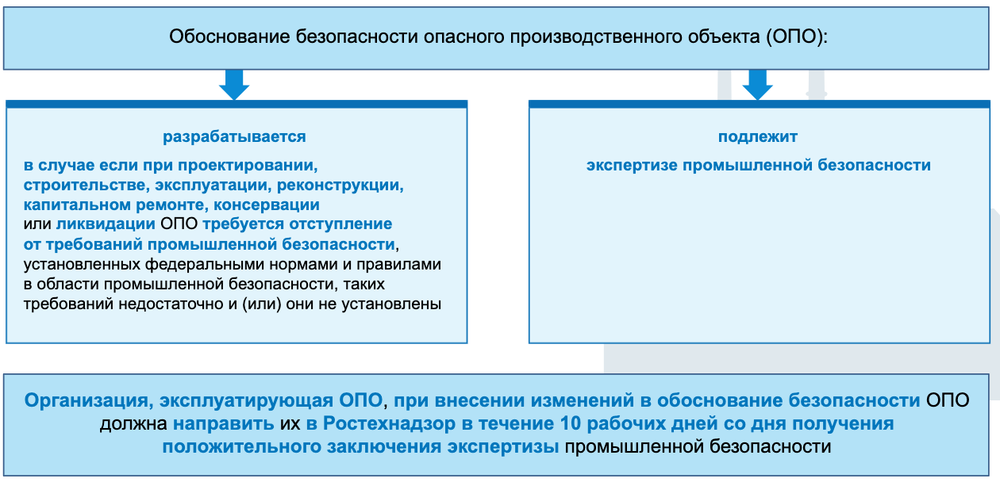 Обоснование безопасности опасного производственного объекта (ОПО):
разрабатывается
в случае если при проектировании,
строительстве, эксплуатации, реконструкции,
капитальном ремонте, консервации
или ликвидации ОПО требуется отступление
от требований промышленной безопасности,
установленных федеральными нормами и правилами
в области промышленной безопасности, таких
требований недостаточно и (или) они не установлены
подлежит
экспертизе промышленной безопасности
Организация, эксплуатирующая ОПО, при внесении изменений в обоснование безопасности ОПО
должна направить их в Ростехнадзор в течение 10 рабочих дней со дня получения
положительного заключения экспертизы промышленной безопасности